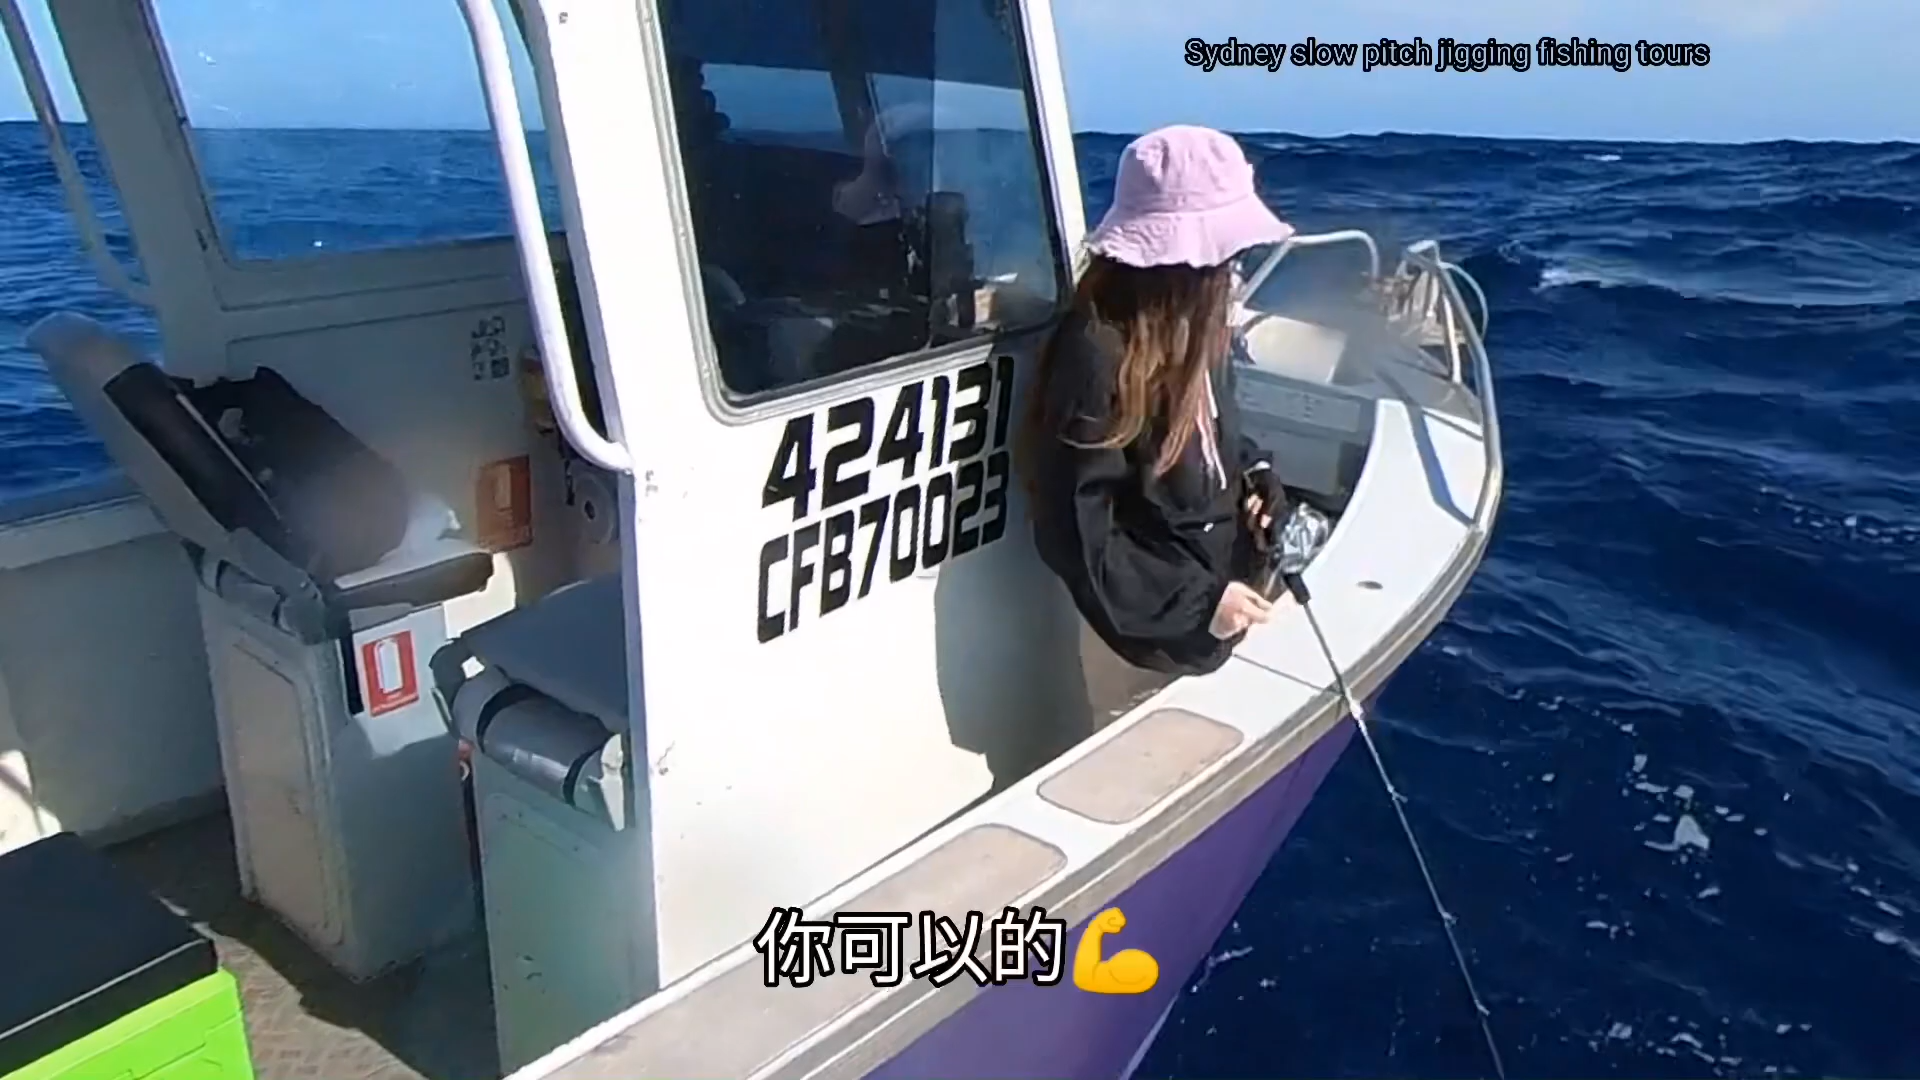 Sydney slow pitch jigging fishing tours
424131
CFB70023
你可以的💪